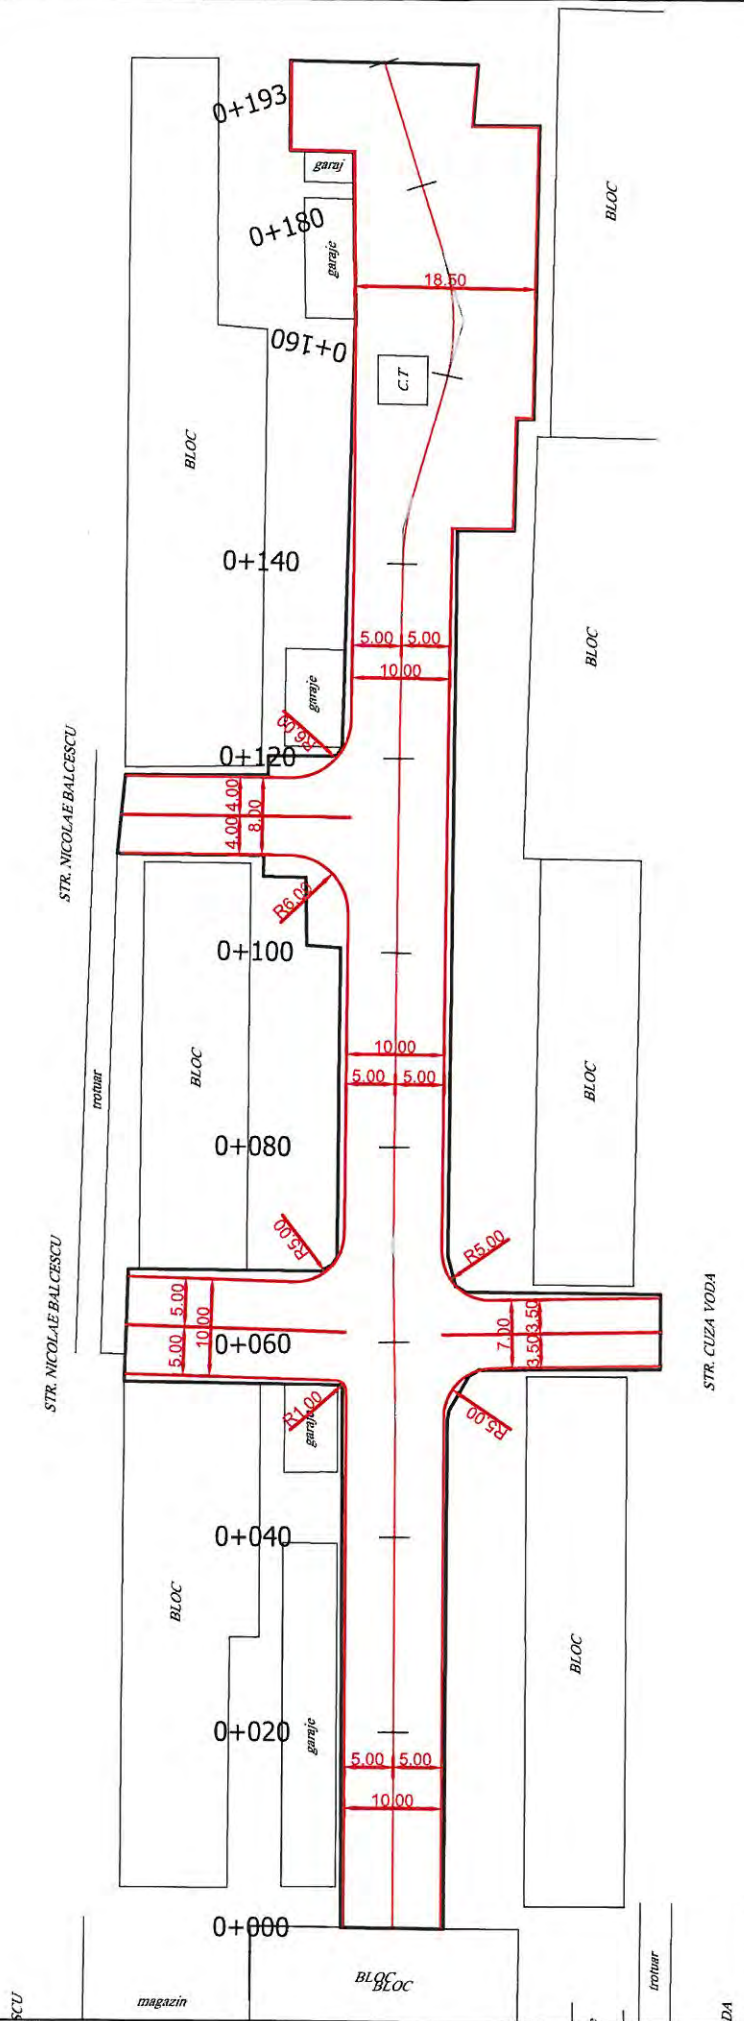 0+193
garaj
BLOC
0+180
garaje
18.50
0+160
C.T
BLOC
0+140
5.00 5.00
BLOC
10.00
garaje
R6.00
0+120
STR. NICOLAE BALCESCU
4.00 4.00
8.00
R6.00
0+100
10.00
BLOC
5.00 5.00
BLOC
trotuar
0+080
R5.00
R5.00
STR. NICOLAE BALCESCU
5.00 5.00
10.00
0+060
7.00
3.50 3.50
STR. CUZA VODA
R1.00
garaje
R5.00
0+040
BLOC
BLOC
0+020
garaje
5.00 5.00
10.00
0+000
trotuar
BLOC
BLOC
magazin
SCU
DA